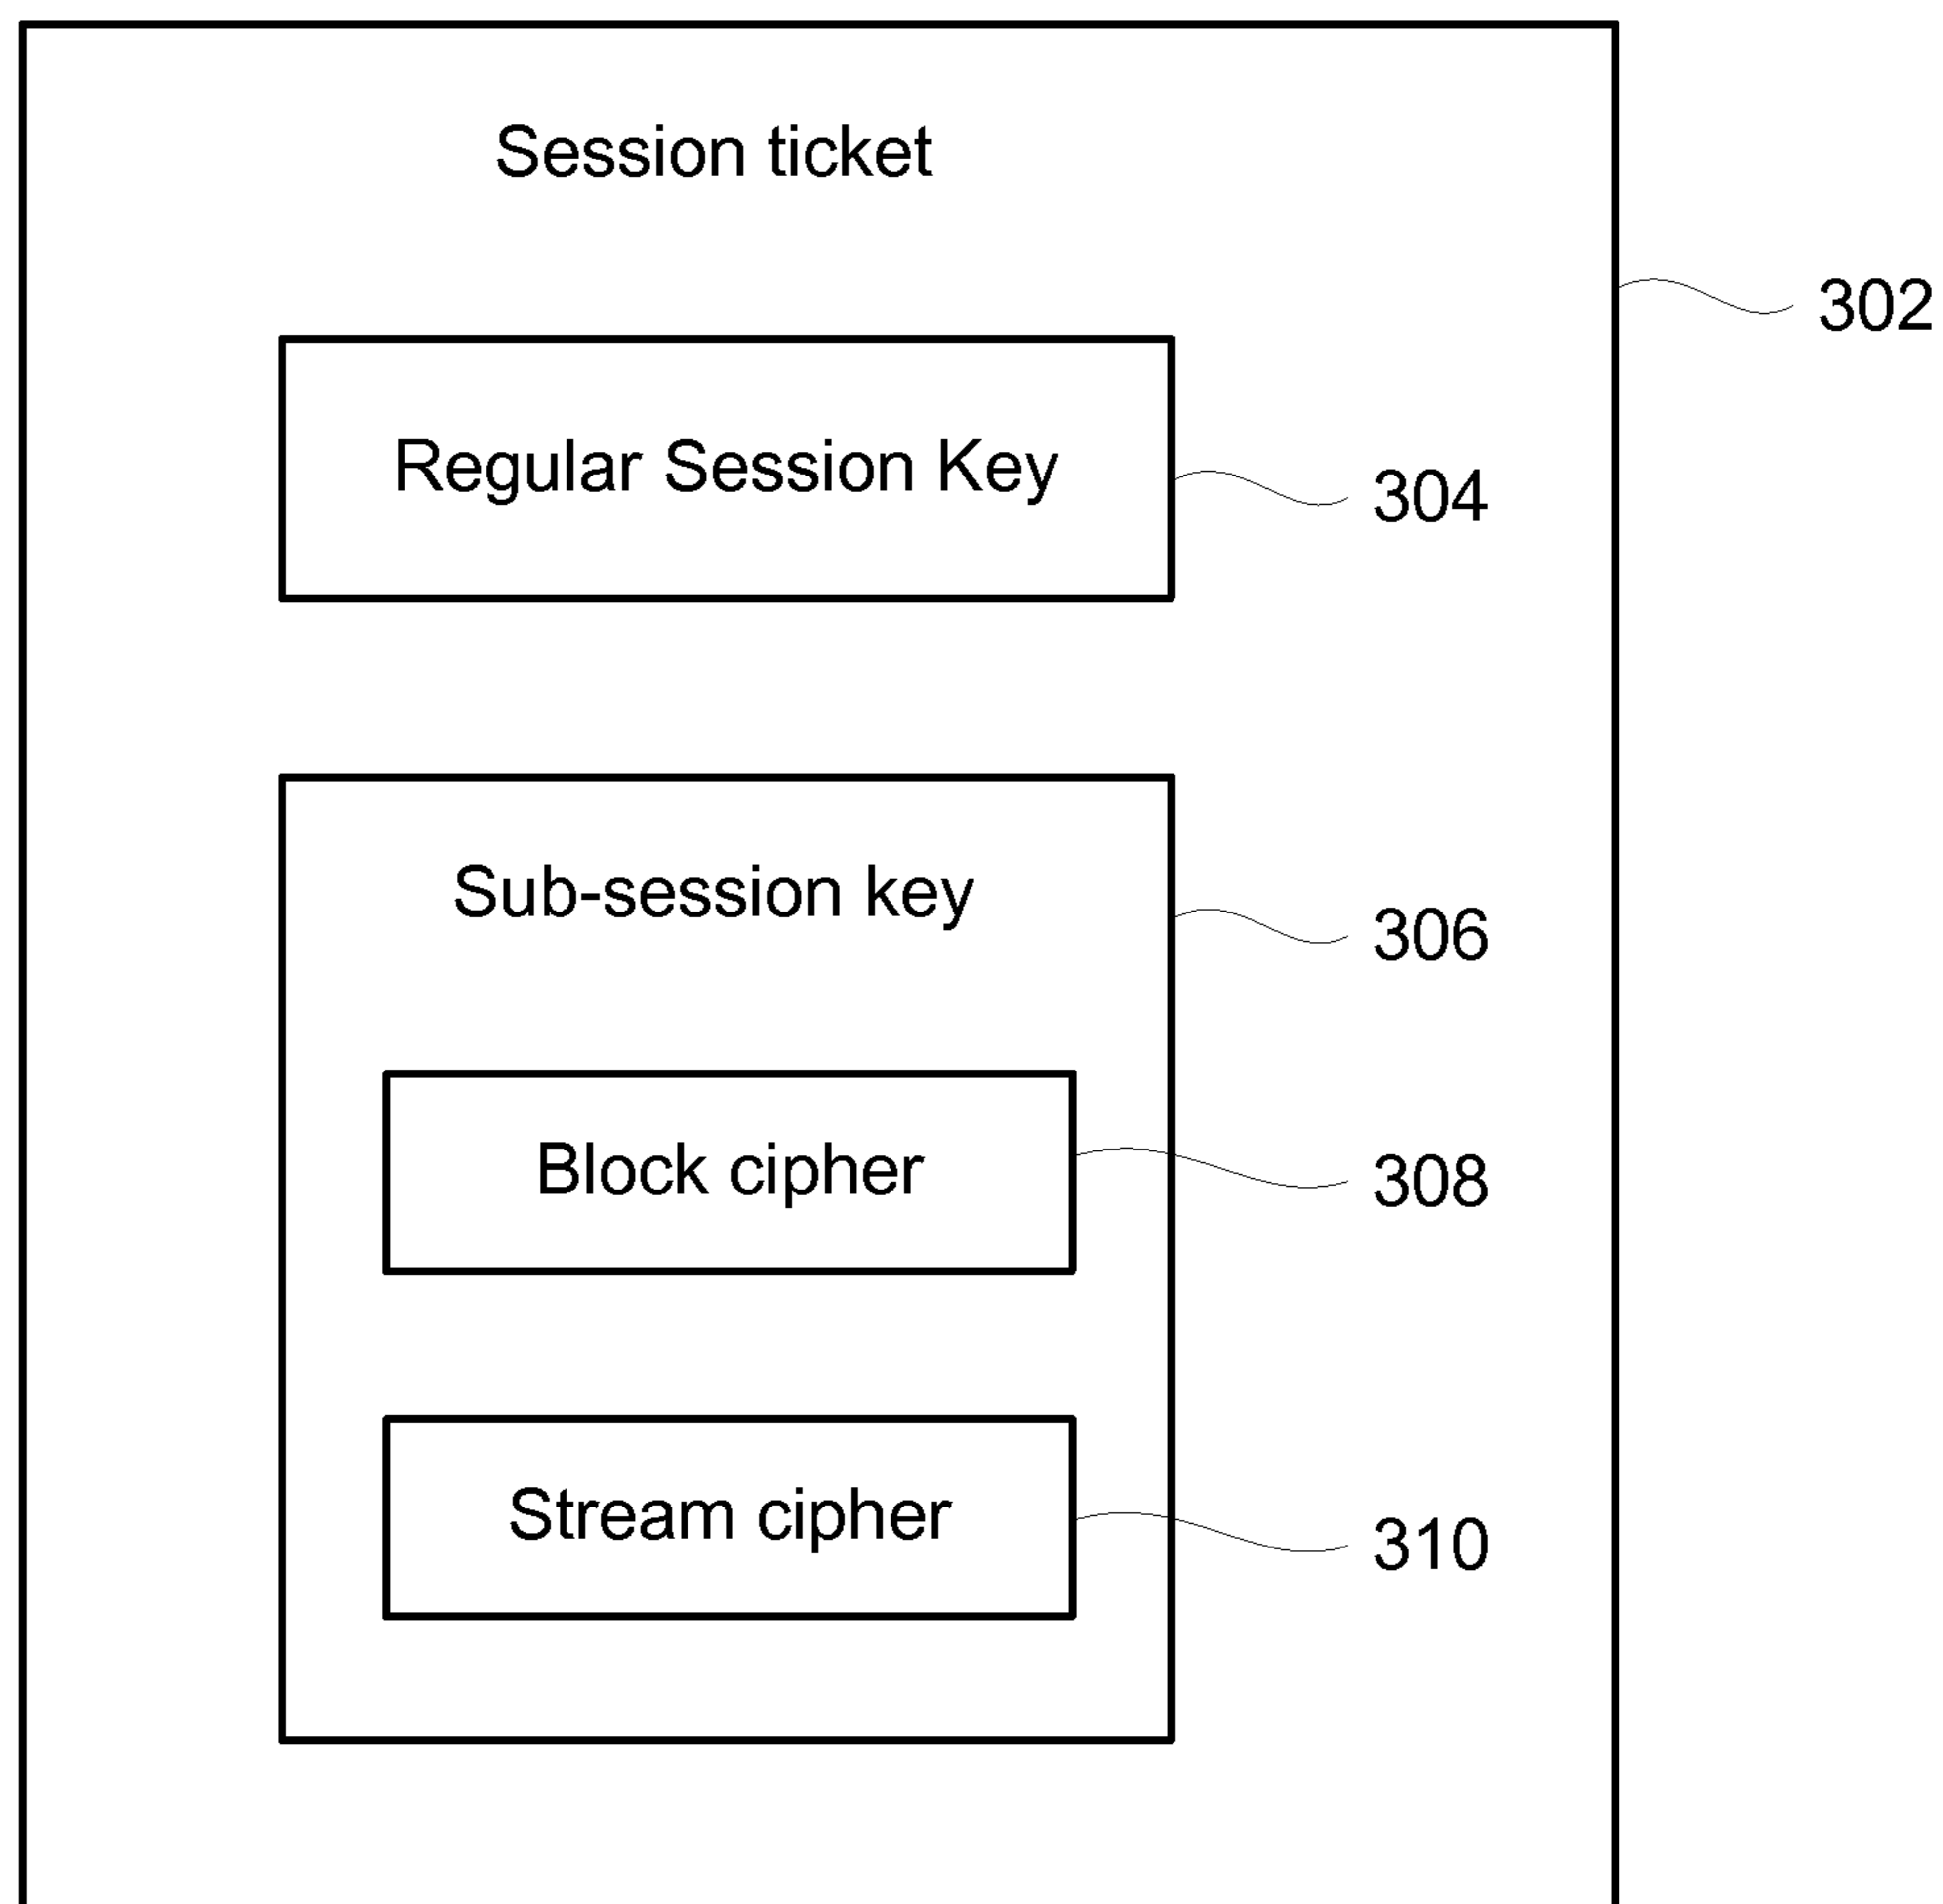 Session ticket
302
Regular Session Key
304
Sub-session key
306
Block cipher
308
Stream cipher
310